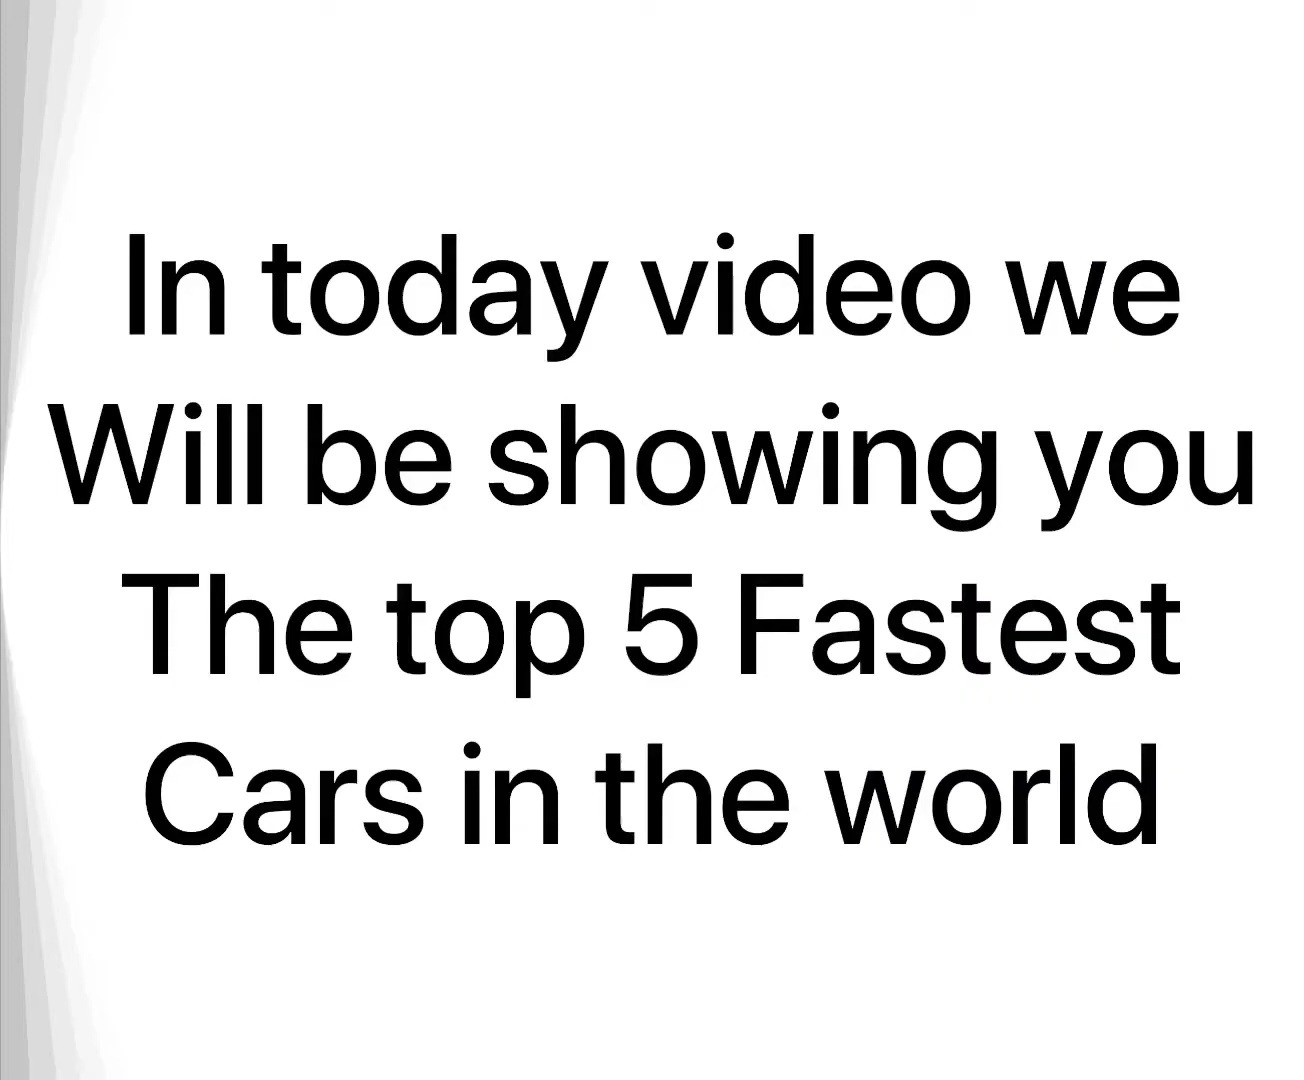 In today video we
Will be showing you
The top 5 Fastest
Cars in the world